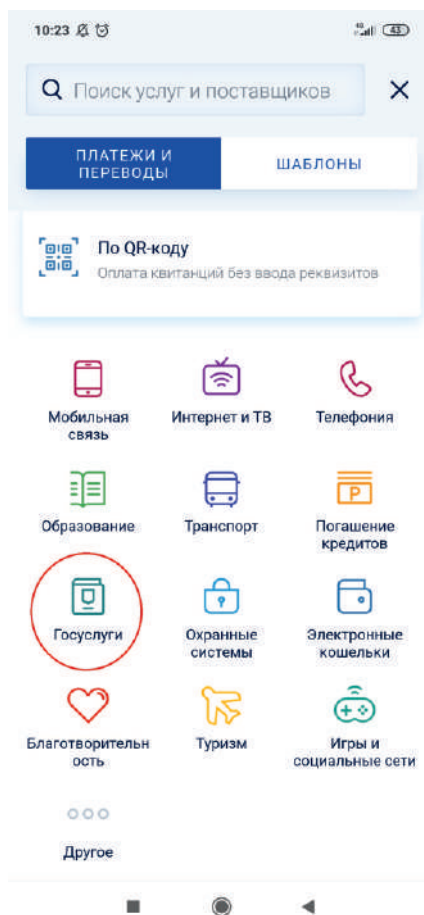 10:23
4G
43
Поиск услуг и поставщиков
ПЛАТЕЖИ И
ПЕРЕВОДЫ
ШАБЛОНЫ
По QR-коду
Оплата квитанций без ввода реквизитов
Мобильная
связь
Интернет и ТВ
Телефония
Образование
Транспорт
Погашение
кредитов
Госуслуги
Охранные
системы
Электронные
кошельки
Благотворительн
ость
Туризм
Игры и
социальные сети
Другое